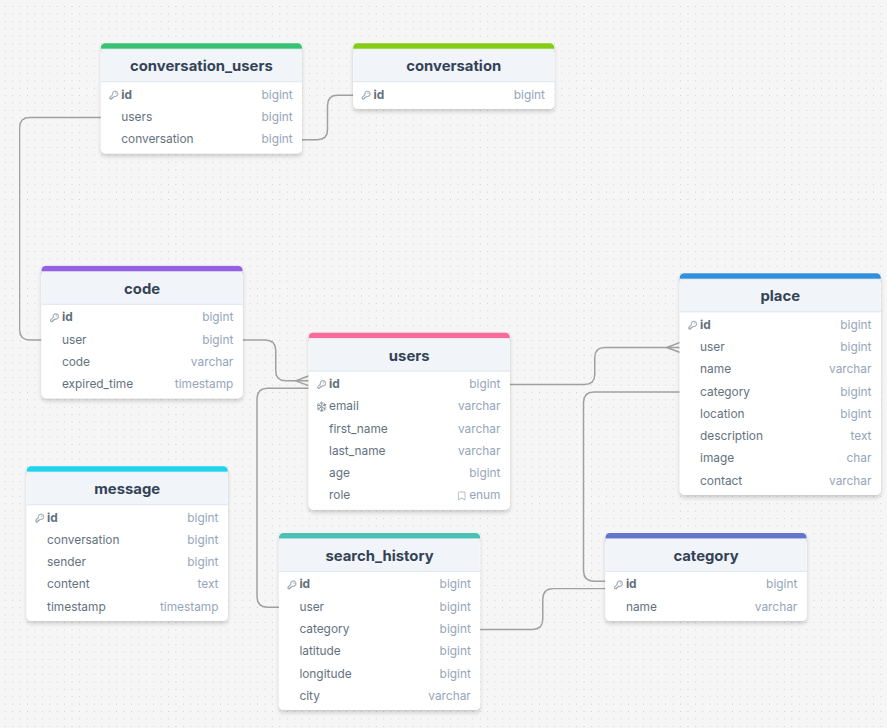 conversation_users
id bigint
users bigint
conversation bigint
conversation
id bigint
code
id bigint
user bigint
code varchar
expired_time timestamp
users
id bigint
email varchar
first_name varchar
last_name varchar
age bigint
role enum
place
id bigint
user bigint
name varchar
category bigint
location bigint
description text
image char
contact varchar
message
id bigint
conversation bigint
sender bigint
content text
timestamp timestamp
search_history
id bigint
user bigint
category bigint
latitude bigint
longitude bigint
city varchar
category
id bigint
name varchar